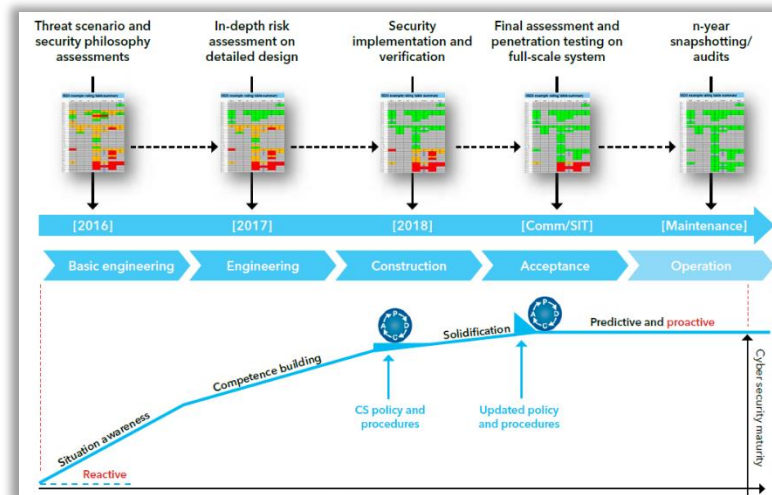 Threat scenario and
security philosophy
assessments
In-depth risk
assessment on
detailed design
Security
implementation and
verification
Final assessment and
penetration testing on
full-scale system
n-year
snapshotting/
audits
[2016]
[2017]
[2018]
[Comm/SIT]
[Maintenance]
Basic engineering
Engineering
Construction
Acceptance
Operation
Situation awareness
Competence building
P
D
C
A
Solidification
P
D
C
A
Predictive and proactive
CS policy and
procedures
Updated policy
and procedures
Reactive
Cyber security maturity